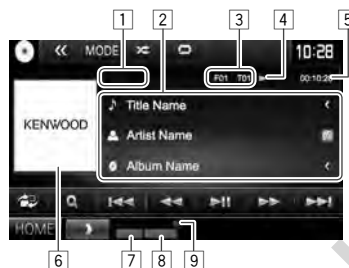 1 2 3 4 5
MODE 10:28
F01 T01 00:10:28
KENWOOD
Title Name
Artist Name
Album Name
HOME
6 7 8 9